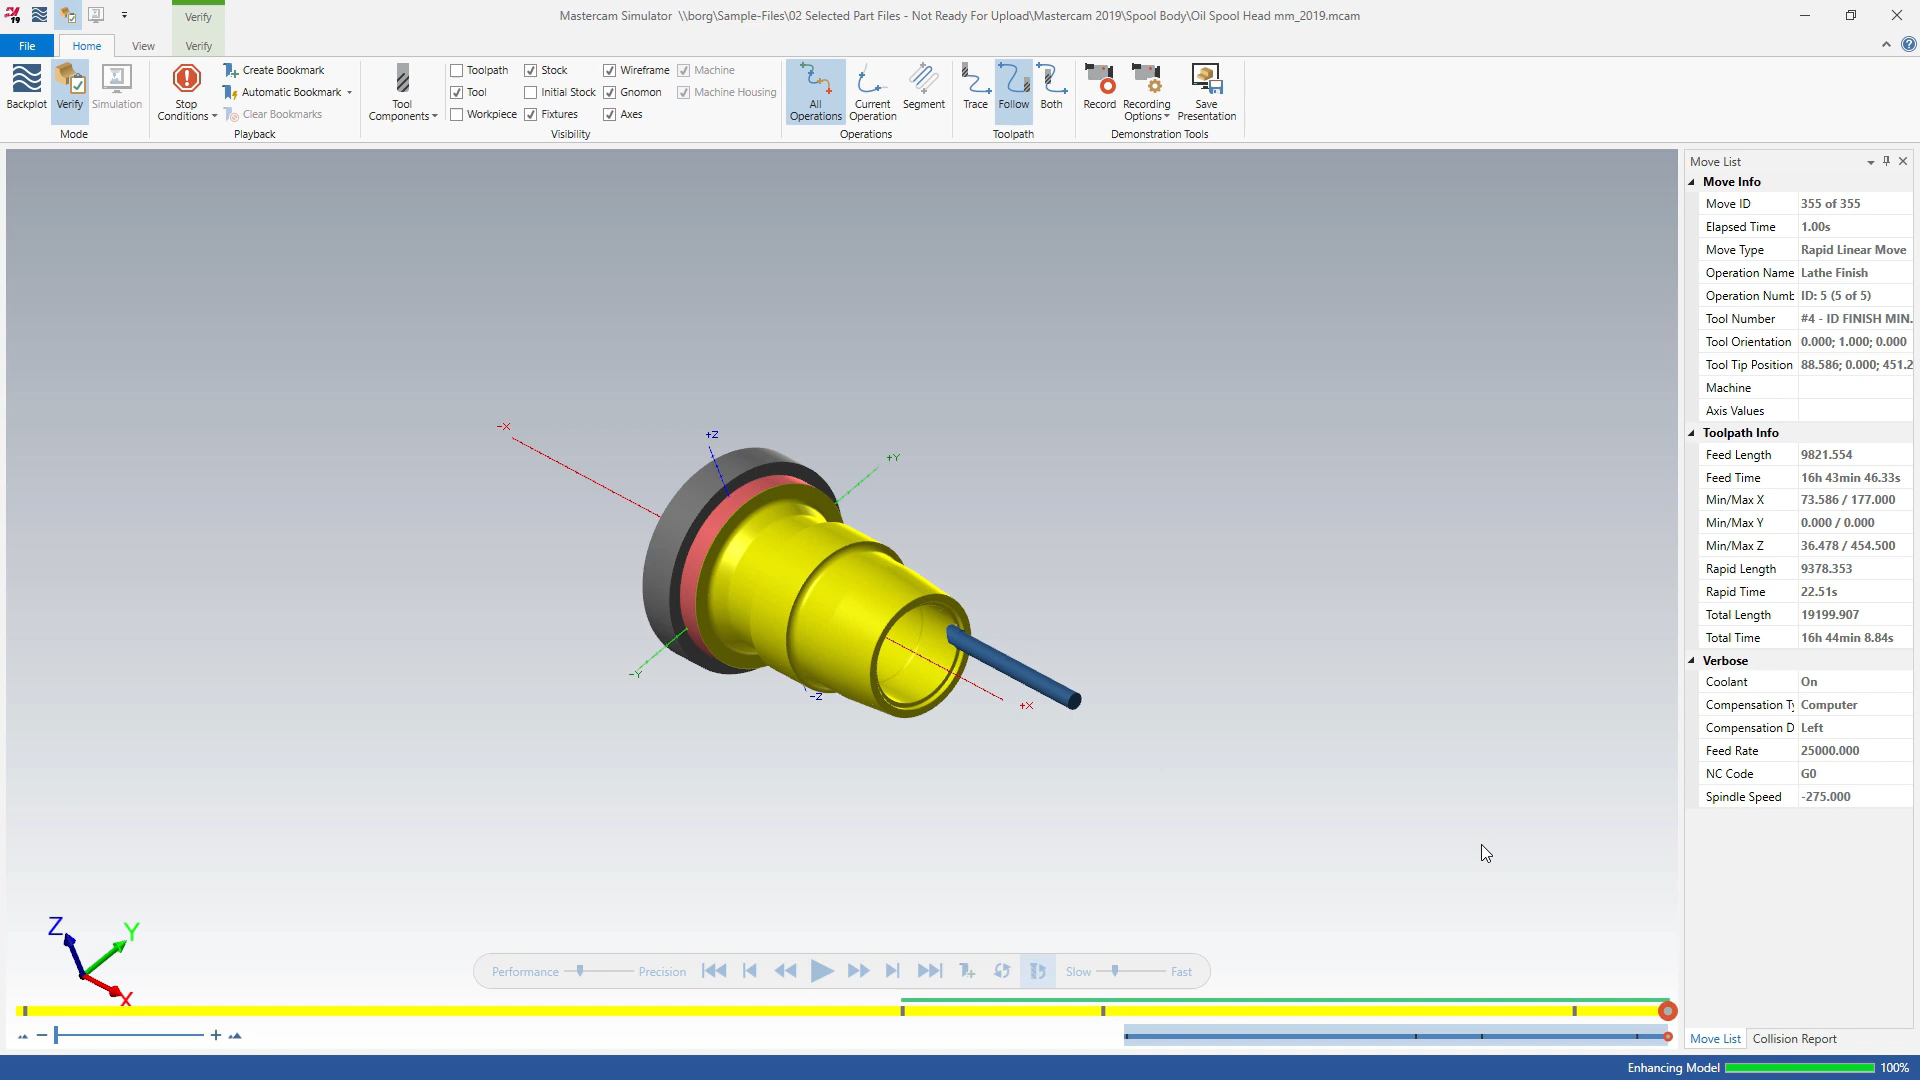 Verify
Mastercam Simulator \\borg\Sample-Files\02 Selected Part Files - Not Ready For Upload\Mastercam 2019\Spool Body\Oil Spool Head mm_2019.mcam
File Home View Verify
Backplot Verify Simulation
Mode
Stop Conditions
Create Bookmark
Automatic Bookmark
Clear Bookmarks
Playback
Tool Components
Toolpath Stock Wireframe Machine
Tool Initial Stock Gnomon Machine Housing
Workpiece Fixtures Axes
Visibility
All Operations
Current Operation
Segment
Operations
Trace Follow Both
Toolpath
Record
Recording Options
Save Presentation
Demonstration Tools
Move List
Move Info
Move ID 355 of 355
Elapsed Time 1.00s
Move Type Rapid Linear Move
Operation Name Lathe Finish
Operation Numb ID: 5 (5 of 5)
Tool Number #4 - ID FINISH MIN.
Tool Orientation 0.000; 1.000; 0.000
Tool Tip Position 88.586; 0.000; 451.2
Machine
Axis Values
Toolpath Info
Feed Length 9821.554
Feed Time 16h 43min 46.33s
Min/Max X 73.586 / 177.000
Min/Max Y 0.000 / 0.000
Min/Max Z 36.478 / 454.500
Rapid Length 9378.353
Rapid Time 22.51s
Total Length 19199.907
Total Time 16h 44min 8.84s
Verbose
Coolant On
Compensation Ty Computer
Compensation D Left
Feed Rate 25000.000
NC Code G0
Spindle Speed -275.000
-X
+Z
+Y
-Y
-Z
+X
Z Y
X
Performance Precision Slow Fast
Move List Collision Report
Enhancing Model 100%